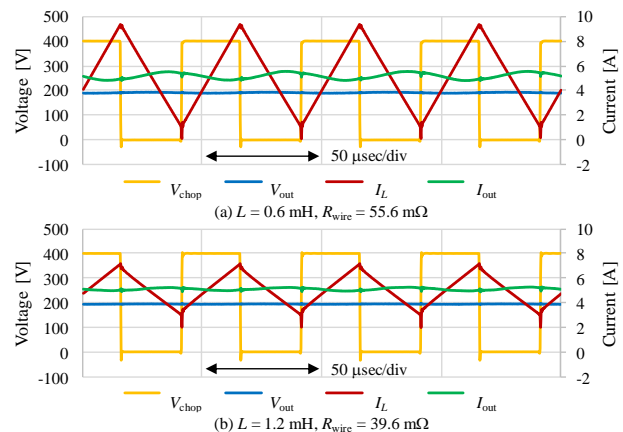 500
400
300
200
100
0
-100
Voltage [V]
10
8
6
4
2
0
-2
Current [A]
50 µsec/div
Vchop Vout IL Iout
(a) L = 0.6 mH, Rwire = 55.6 mΩ
500
400
300
200
100
0
-100
Voltage [V]
10
8
6
4
2
0
-2
Current [A]
50 µsec/div
Vchop Vout IL Iout
(b) L = 1.2 mH, Rwire = 39.6 mΩ